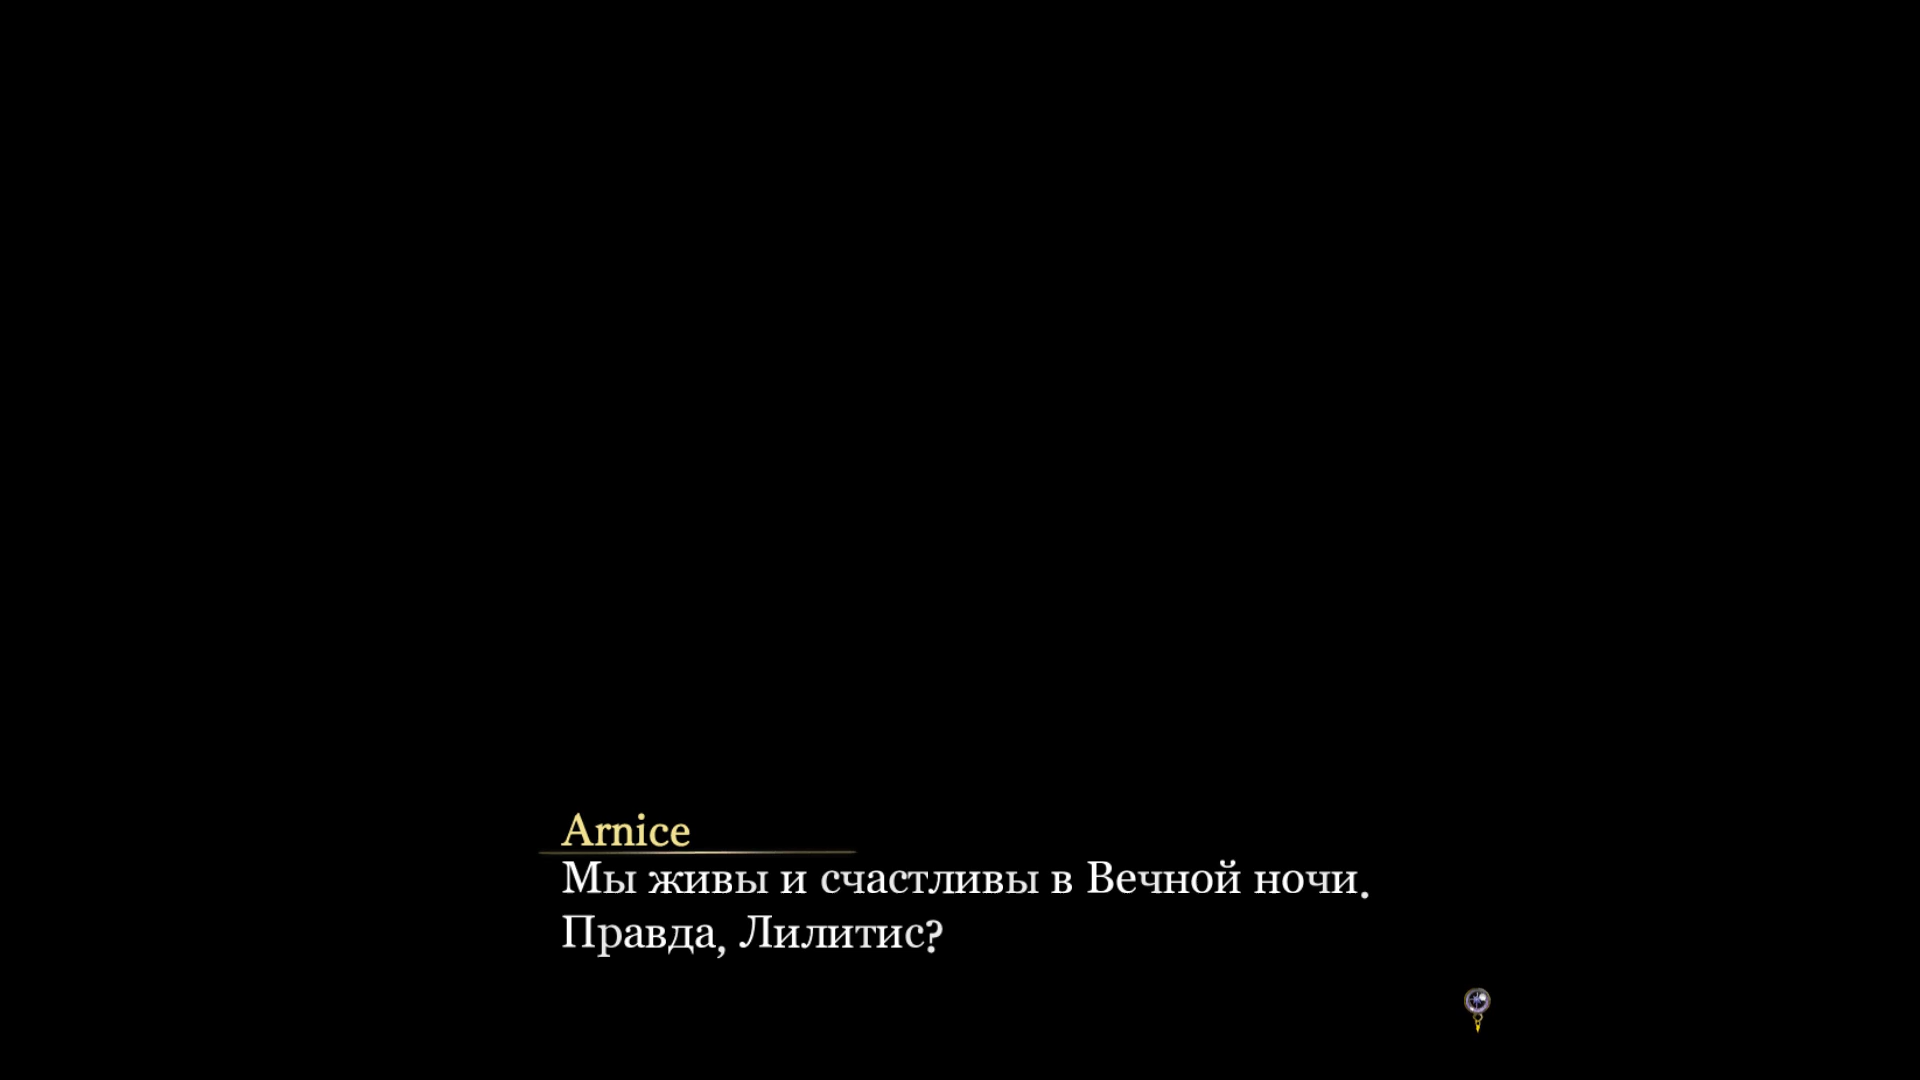 Arnice
Мы живы и счастливы в Вечной ночи.
Правда, Лилитис?